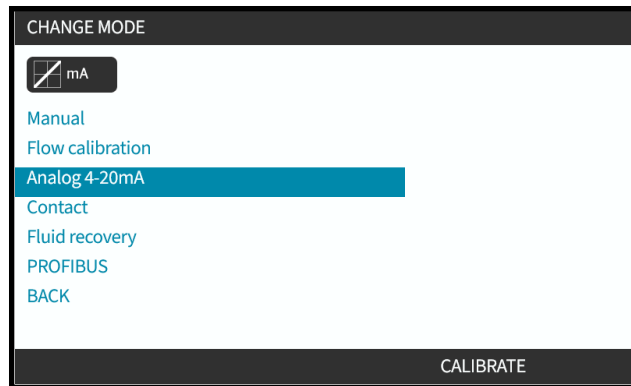 CHANGE MODE
mA
Manual
Flow calibration
Analog 4-20mA
Contact
Fluid recovery
PROFIBUS
BACK
CALIBRATE